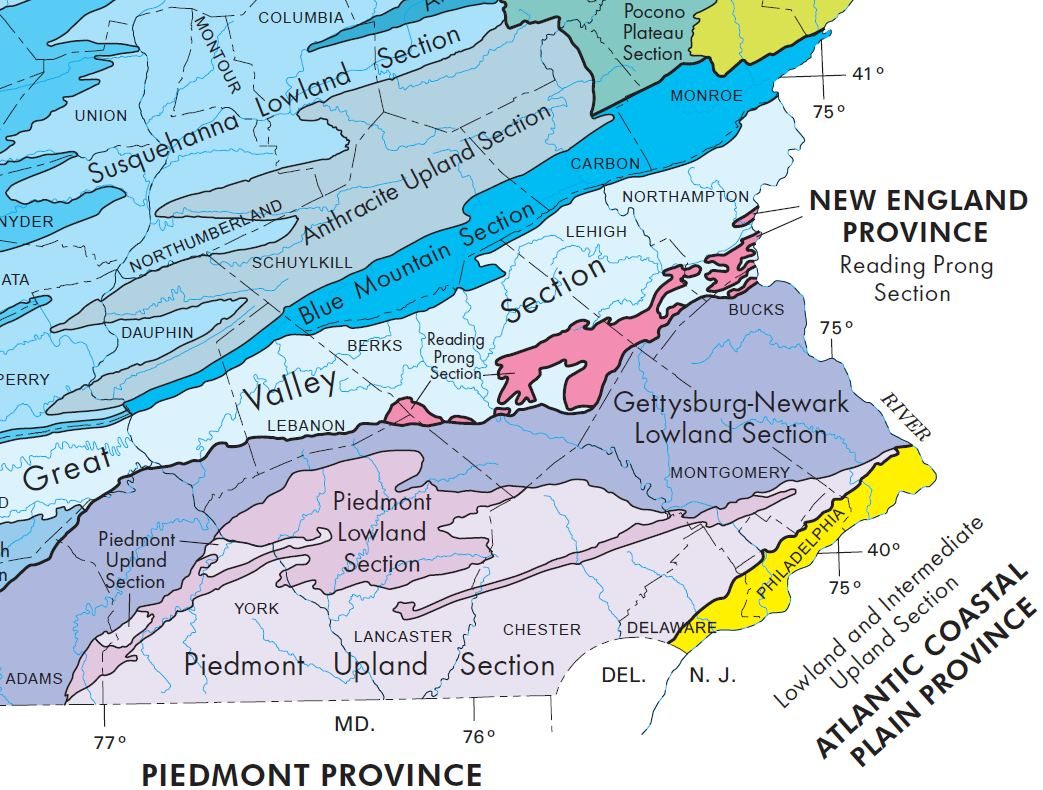 COLUMBIA
MONTOUR
Pocono
Plateau
Section
Susquehanna Lowland Section
41°
75°
MONROE
UNION
CARBON
Anthracite Upland Section
NORTHAMPTON
NEW ENGLAND
PROVINCE
Reading Prong
Section
NYDER
NORTHUMBERLAND
LEHIGH
SCHUYLKILL
Blue Mountain Section
ATA
DAUPHIN
BUCKS
75°
BERKS
Reading
Prong
Section
PERRY
Great Valley Section
LEBANON
Gettysburg-Newark
Lowland Section
RIVER
MONTGOMERY
D
Piedmont
Lowland
Section
Piedmont
Upland
Section
h
n
PHILADELPHIA
40°
75°
YORK
LANCASTER
CHESTER
DELAWARE
Lowland and Intermediate
Upland Section
ATLANTIC COASTAL
PLAIN PROVINCE
ADAMS
Piedmont Upland Section
DEL.
N. J.
MD.
77°
76°
PIEDMONT PROVINCE